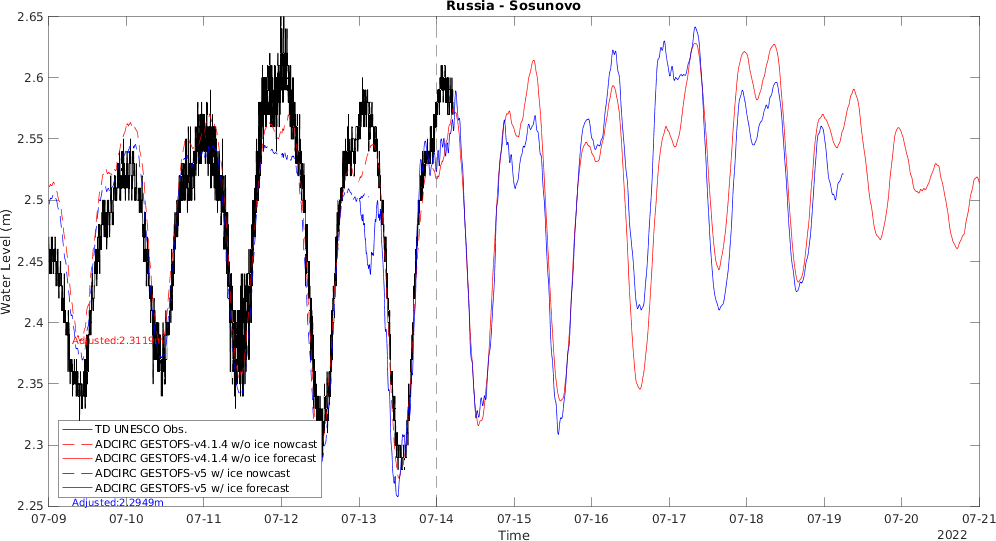 Russia - Sosunovo
2.65
2.6
2.55
2.5
2.45
2.4
2.35
2.3
2.25
Water Level (m)
Adjusted:2.3119m
TD UNESCO Obs.
ADCIRC GESTOFS-v4.1.4 w/o ice nowcast
ADCIRC GESTOFS-v4.1.4 w/o ice forecast
ADCIRC GESTOFS-v5 w/ ice nowcast
ADCIRC GESTOFS-v5 w/ ice forecast
Adjusted:2.2949m
07-09 07-10 07-11 07-12 07-13 07-14 07-15 07-16 07-17 07-18 07-19 07-20 07-21
Time
2022